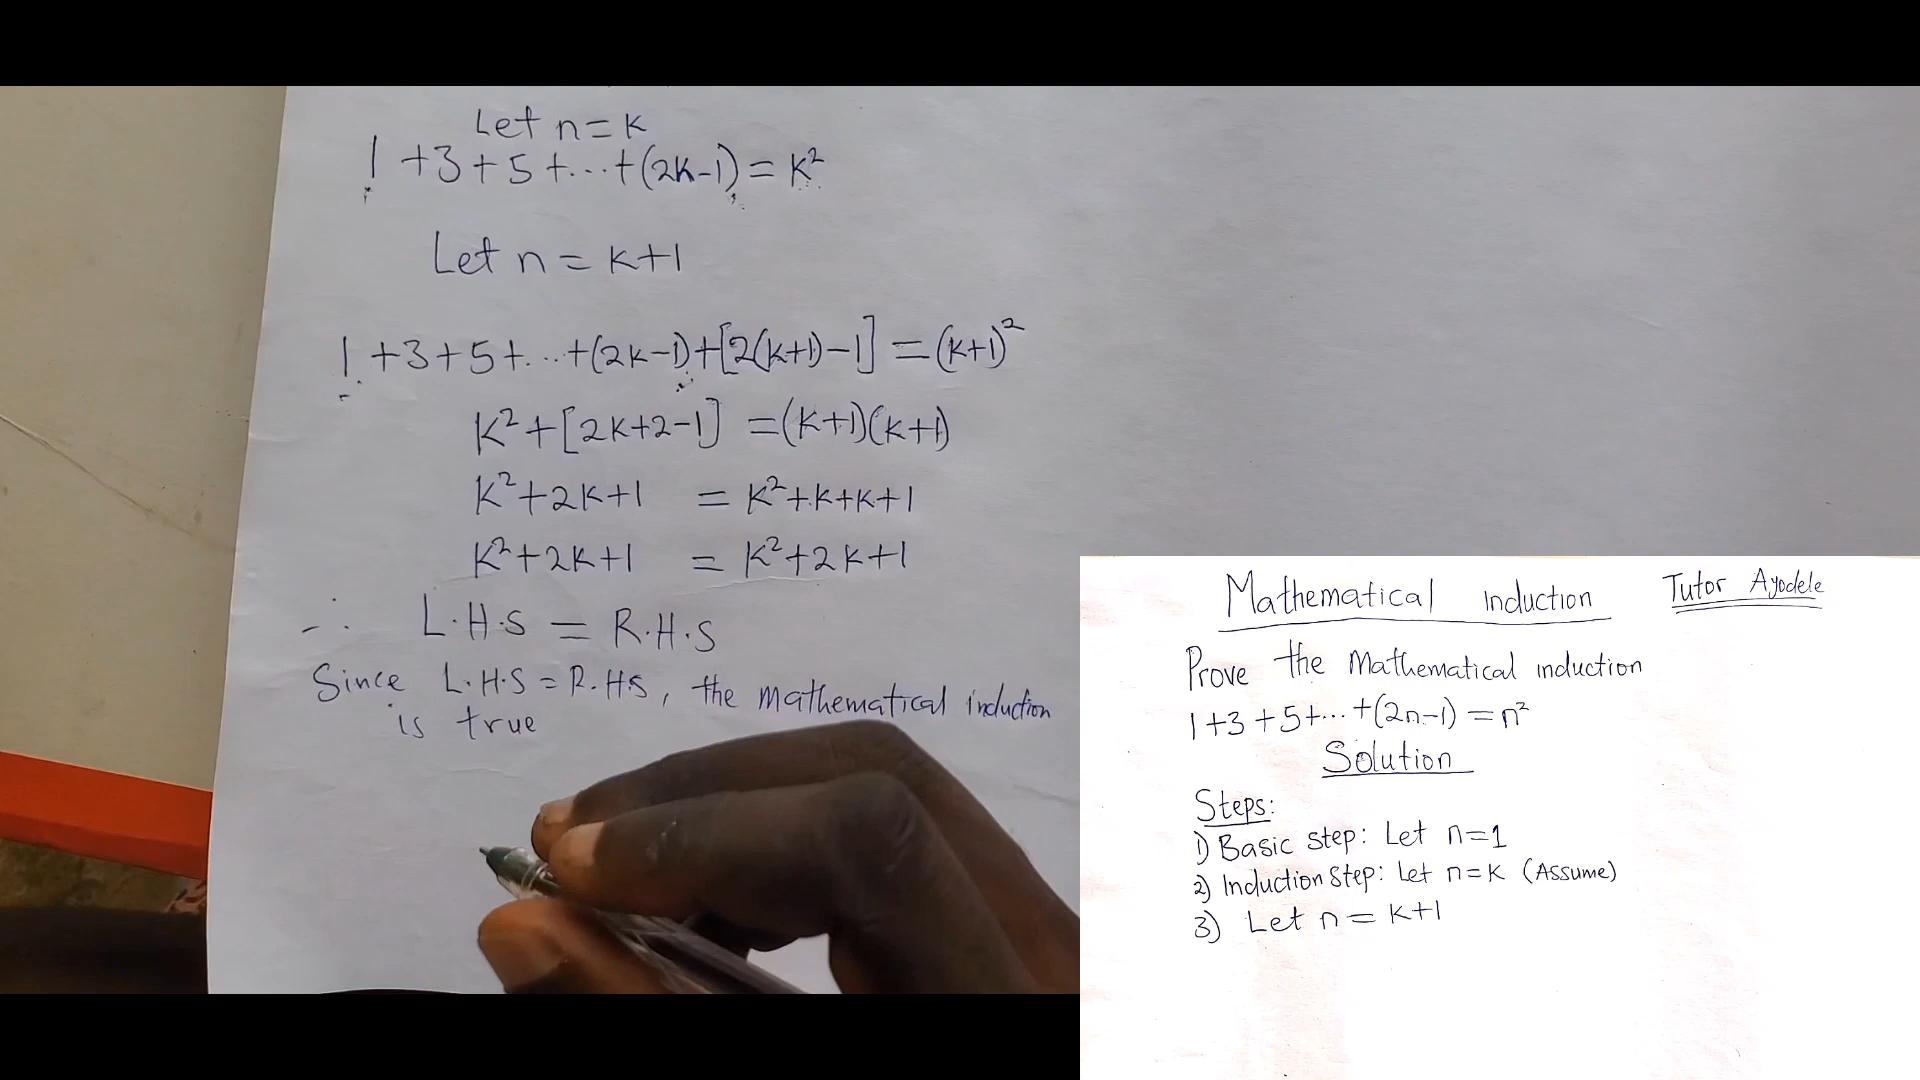 Let n = k
1 + 3 + 5 + ... + (2k-1) = k²
Let n = k+1
1 + 3 + 5 + ... + (2k-1) + [2(k+1)-1] = (k+1)²
k² + [2k+2-1] = (k+1)(k+1)
k² + 2k + 1 = k² + k + k + 1
k² + 2k + 1 = k² + 2k + 1
∴ L.H.S = R.H.S
Since L.H.S = R.H.S, the mathematical induction
is true
Mathematical induction
Tutor Ayodele
Prove the Mathematical induction
1 + 3 + 5 + ... + (2n-1) = n²
Solution
Steps:
1) Basic step: Let n=1
2) Induction step: Let n=k (Assume)
3) Let n = k+1